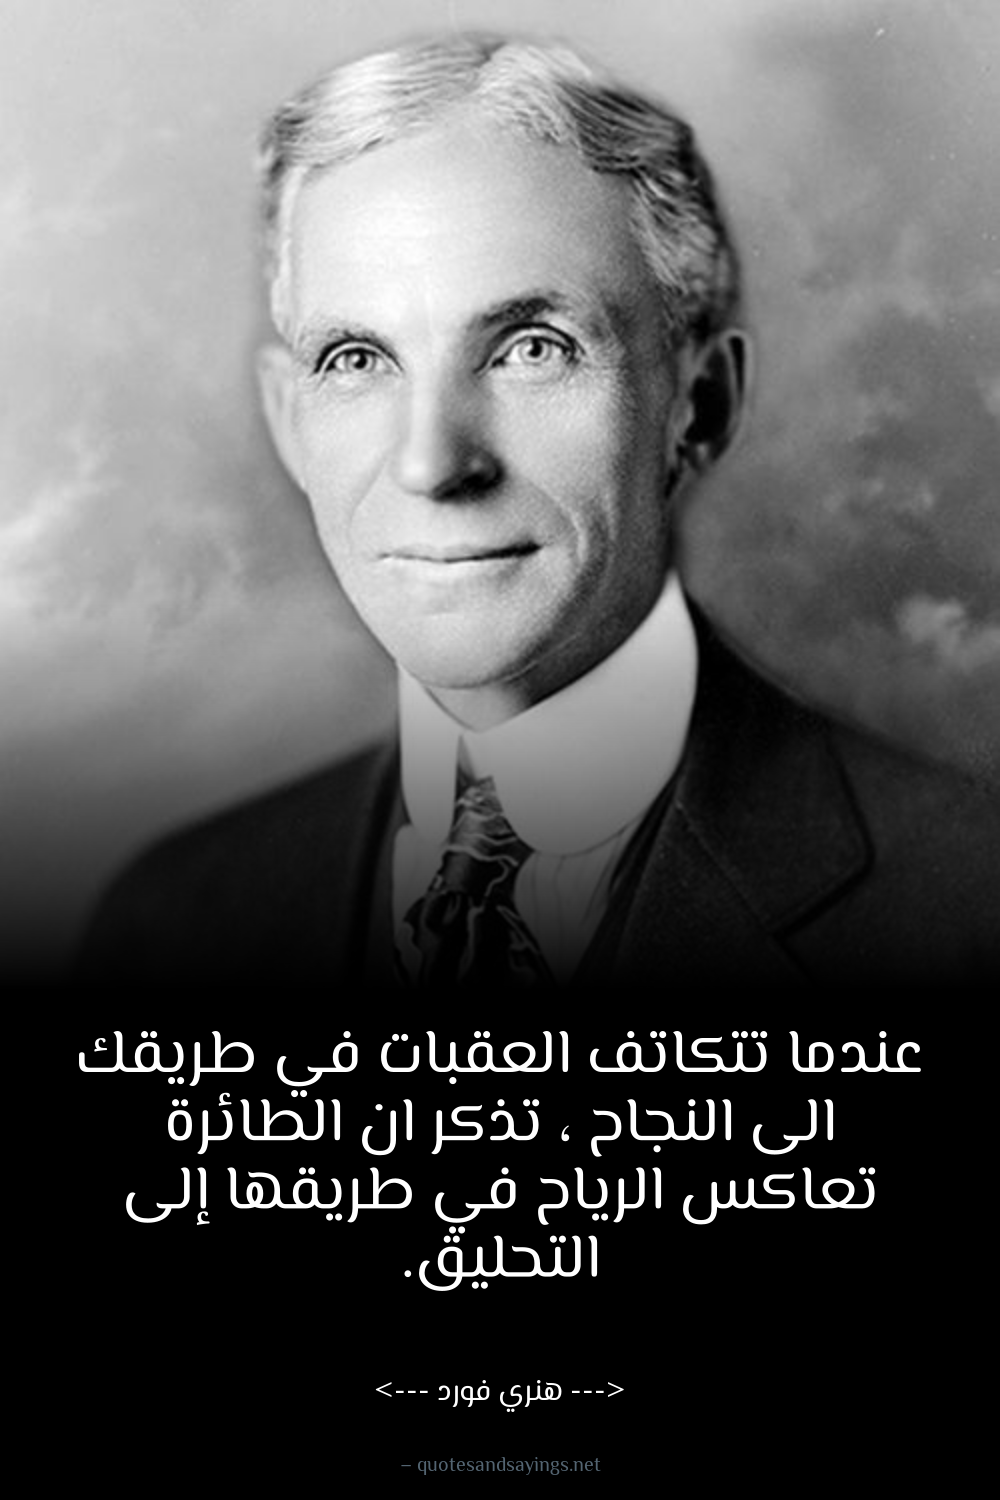 عندما تتكاتف العقبات في طريقك
الى النجاح ، تذكر ان الطائرة
تعاكس الرياح في طريقها إلى
التحليق.
<--- هنري فورد --->
– quotesandsayings.net